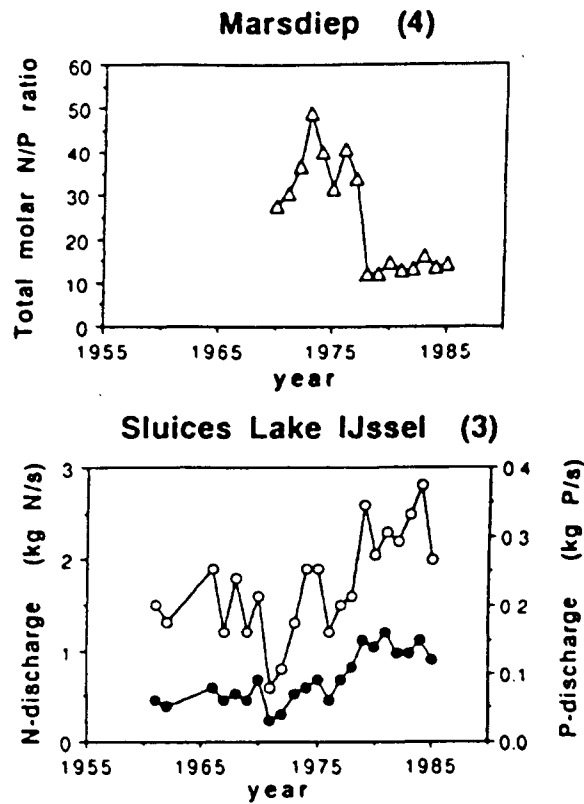 Marsdiep (4)
Total molar N/P ratio
60
50
40
30
20
10
0
1955 1965 1975 1985
year
Sluices Lake IJssel (3)
N-discharge (kg N/s)
3
2
1
0
P-discharge (kg P/s)
0.4
0.3
0.2
0.1
0.0
1955 1965 1975 1985
year